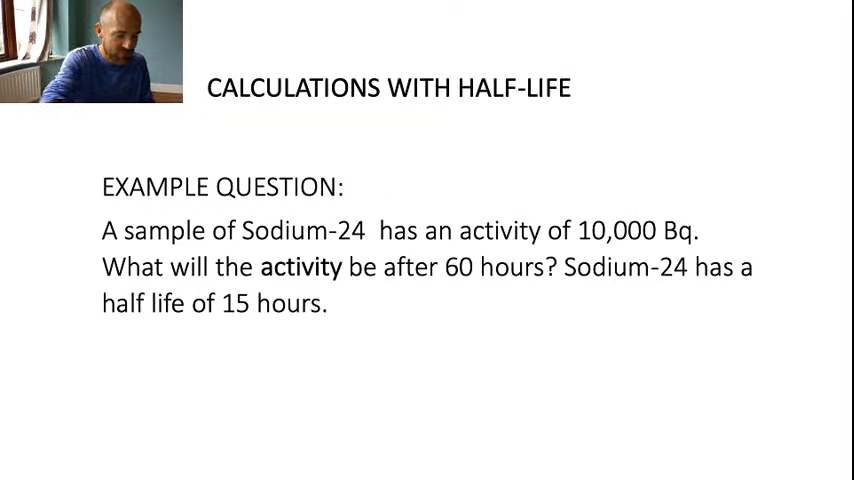 CALCULATIONS WITH HALF-LIFE
EXAMPLE QUESTION:
A sample of Sodium-24 has an activity of 10,000 Bq.
What will the activity be after 60 hours? Sodium-24 has a
half life of 15 hours.